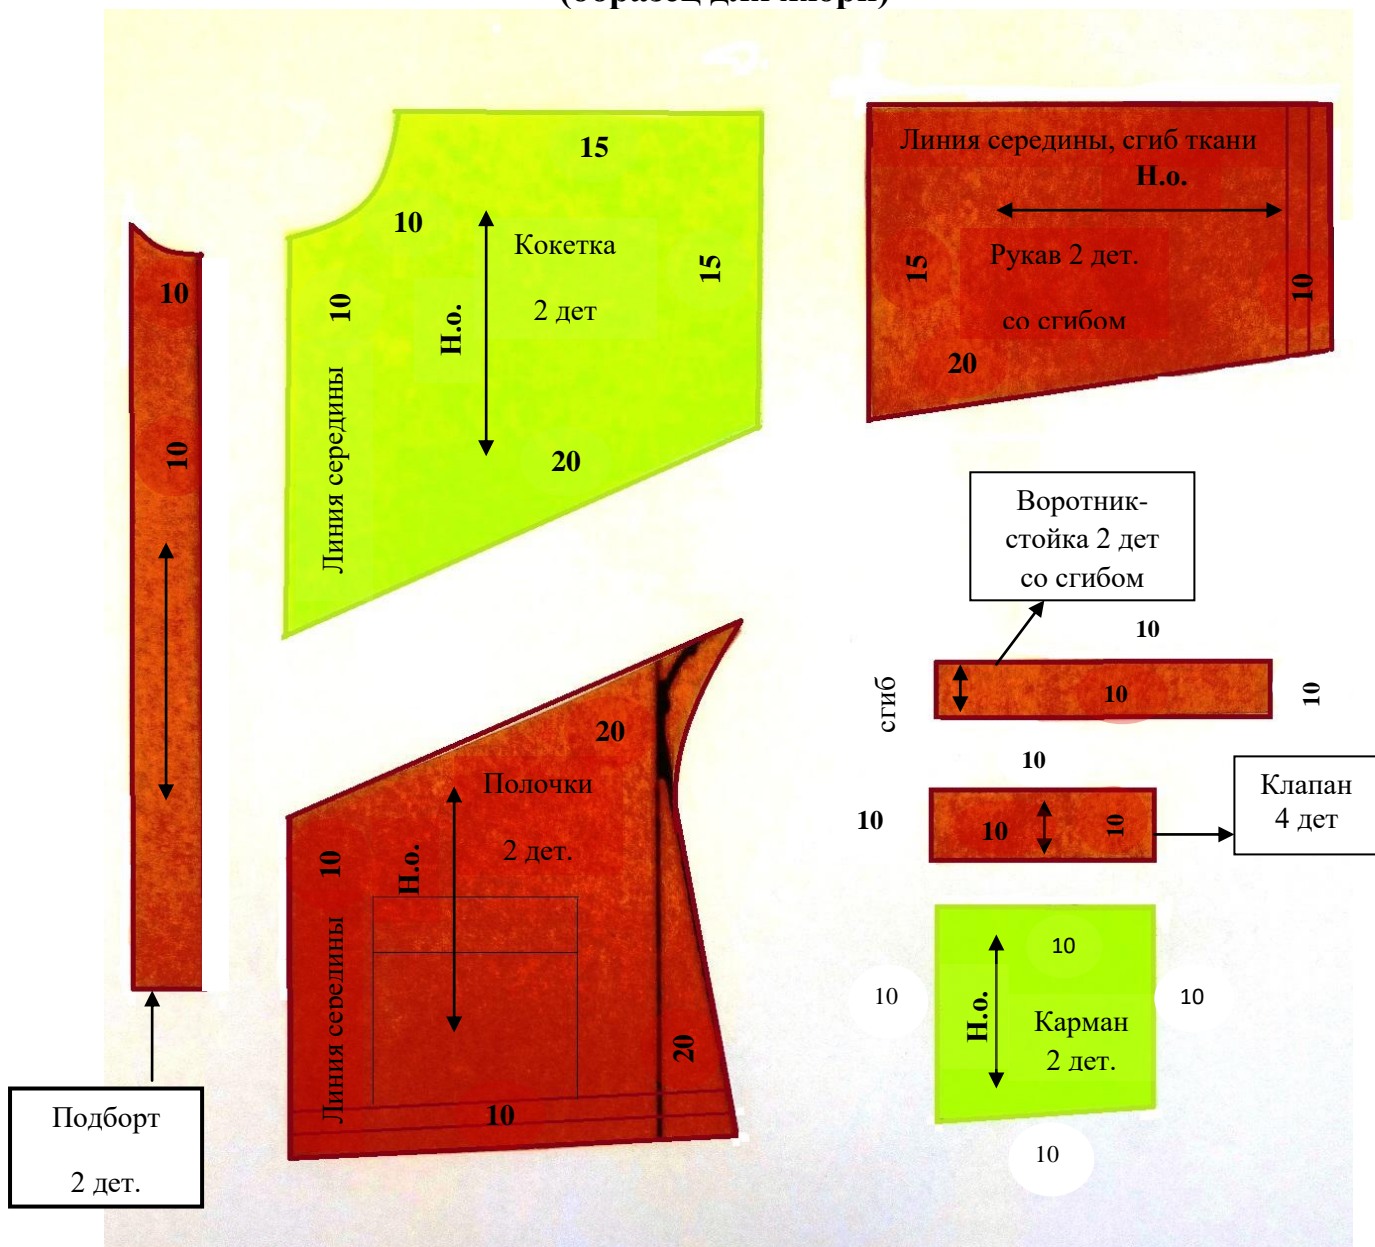 (образец для жюри)
15
10
Кокетка
2 дет
15
10
Н.о.
Линия середины
20
Линия середины, сгиб ткани
Н.о.
15
Рукав 2 дет.
со сгибом
10
20
10
10
Воротник-
стойка 2 дет
со сгибом
10
сгиб
10
10
20
Полочки
2 дет.
10
Н.о.
Линия середины
20
10
10
10
10
10
Клапан
4 дет
10
10
10
Н.о.
Карман
2 дет.
10
Подборт
2 дет.